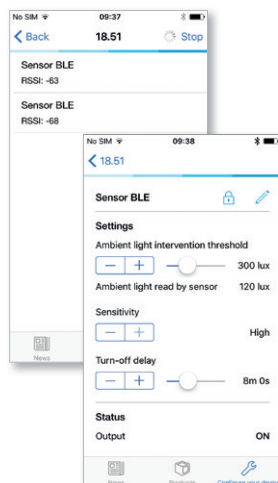 No SIM 09:37
Back 18.51 Stop
Sensor BLE
RSSI: -63
Sensor BLE
RSSI: -68
News
No SIM 09:38
18.51
Sensor BLE
Settings
Ambient light intervention threshold
− + 300 lux
Ambient light read by sensor 120 lux
Sensitivity
− + High
Turn-off delay
− + 8m 0s
Status
Output ON
News Products Configure your device